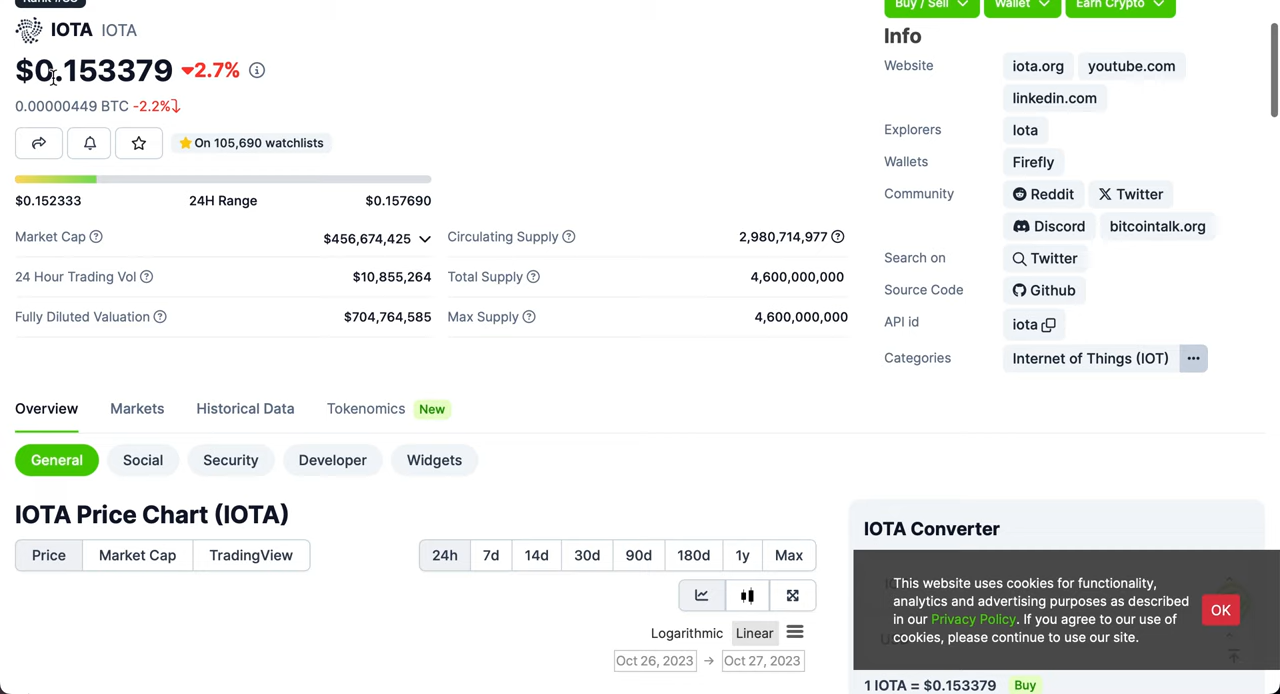 IOTA IOTA
$0.153379 2.7%
0.00000449 BTC -2.2%
On 105,690 watchlists
$0.152333 24H Range $0.157690
Market Cap $456,674,425
24 Hour Trading Vol $10,855,264
Fully Diluted Valuation $704,764,585
Circulating Supply 2,980,714,977
Total Supply 4,600,000,000
Max Supply 4,600,000,000
Buy / Sell Wallet Earn Crypto
Info
Website iota.org youtube.com
linkedin.com
Explorers Iota
Wallets Firefly
Community Reddit Twitter
Discord bitcointalk.org
Search on Twitter
Source Code Github
API id iota
Categories Internet of Things (IOT) ...
Overview Markets Historical Data Tokenomics New
General Social Security Developer Widgets
IOTA Price Chart (IOTA)
Price Market Cap TradingView
24h 7d 14d 30d 90d 180d 1y Max
Logarithmic Linear
Oct 26, 2023 → Oct 27, 2023
IOTA Converter
This website uses cookies for functionality,
analytics and advertising purposes as described
in our Privacy Policy. If you agree to our use of
cookies, please continue to use our site.
OK
1 IOTA = $0.153379 Buy